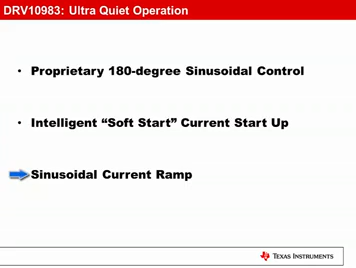 DRV10983: Ultra Quiet Operation
• Proprietary 180-degree Sinusoidal Control
• Intelligent “Soft Start” Current Start Up
Sinusoidal Current Ramp
TEXAS INSTRUMENTS